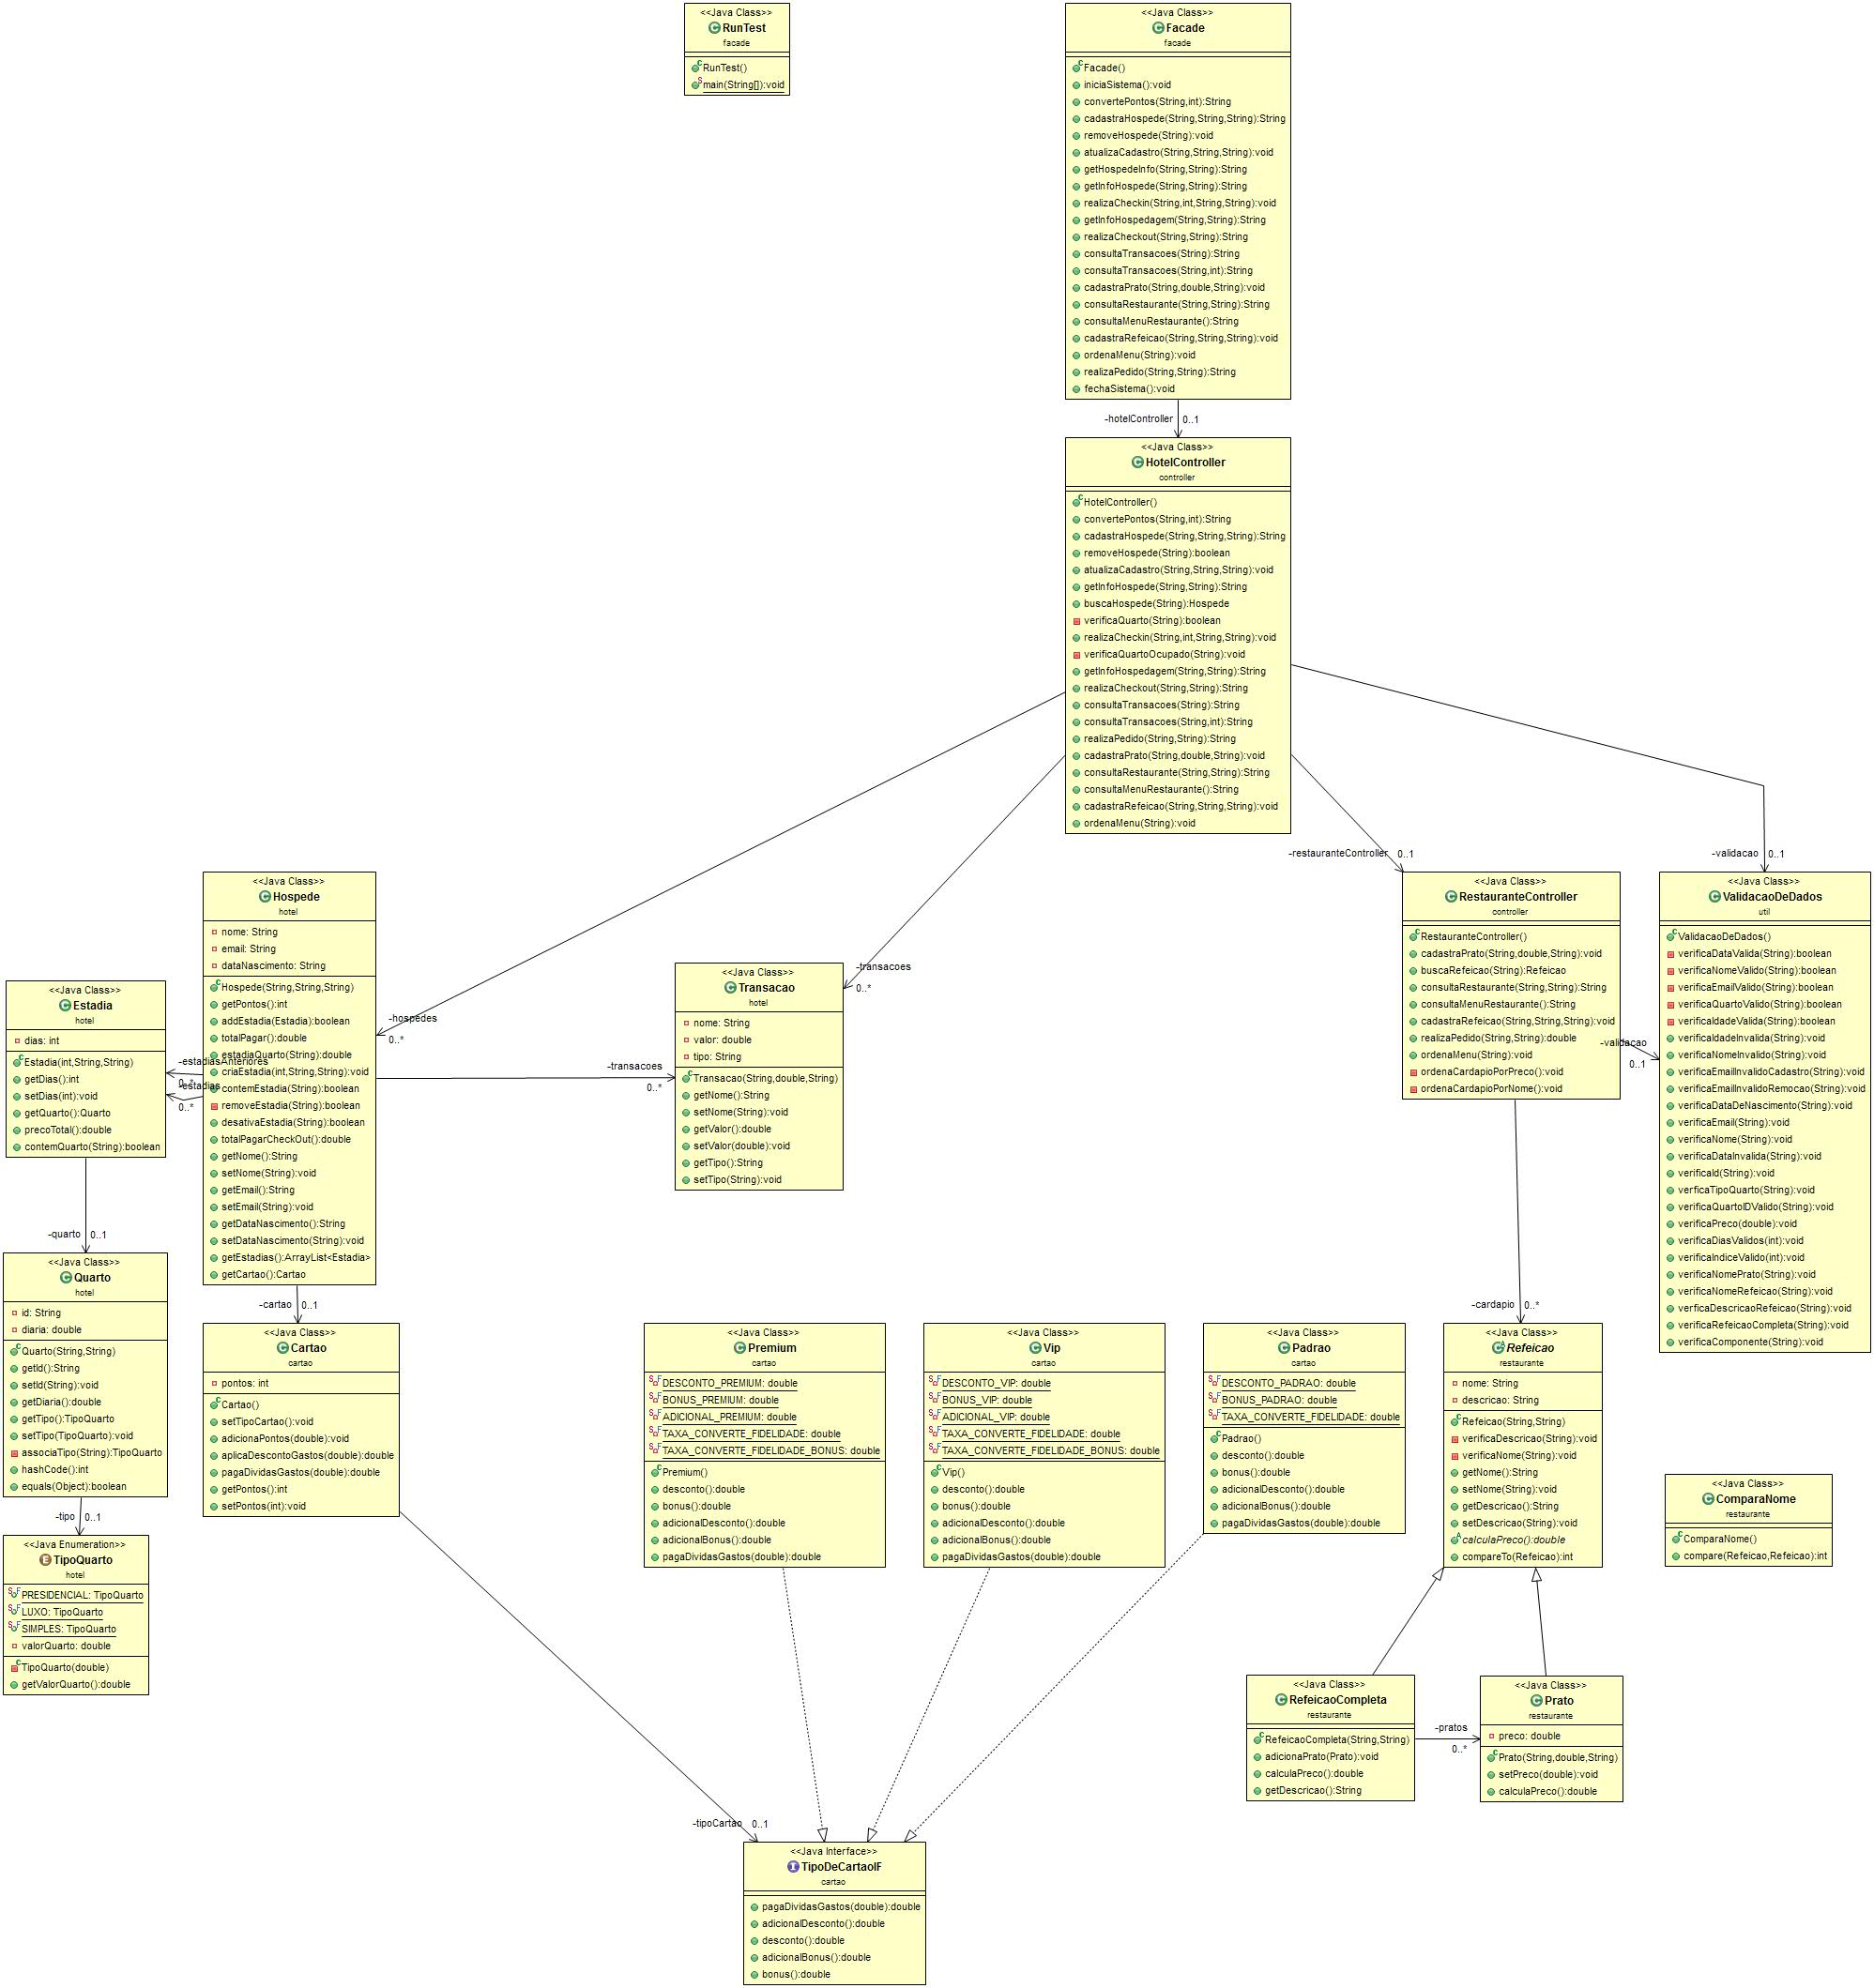 <<Java Class>>
RunTest
facade
RunTest()
main(String[]):void
<<Java Class>>
Facade
facade
Facade()
iniciaSistema():void
convertePontos(String,int):String
cadastraHospede(String,String,String):String
removeHospede(String):void
atualizaCadastro(String,String,String):void
getHospedeInfo(String,String):String
getInfoHospede(String,String):String
realizaCheckin(String,int,String,String):void
getInfoHospedagem(String,String):String
realizaCheckout(String,String):String
consultaTransacoes(String):String
consultaTransacoes(String,int):String
cadastraPrato(String,double,String):void
consultaRestaurante(String,String):String
consultaMenuRestaurante():String
cadastraRefeicao(String,String,String):void
ordenaMenu(String):void
realizaPedido(String,String):String
fechaSistema():void
-hotelController 0..1
<<Java Class>>
HotelController
controller
HotelController()
convertePontos(String,int):String
cadastraHospede(String,String,String):String
removeHospede(String):boolean
atualizaCadastro(String,String,String):void
getInfoHospede(String,String):String
buscaHospede(String):Hospede
verificaQuarto(String):boolean
realizaCheckin(String,int,String,String):void
verificaQuartoOcupado(String):void
getInfoHospedagem(String,String):String
realizaCheckout(String,String):String
consultaTransacoes(String):String
consultaTransacoes(String,int):String
realizaPedido(String,String):String
cadastraPrato(String,double,String):void
consultaRestaurante(String,String):String
consultaMenuRestaurante():String
cadastraRefeicao(String,String,String):void
ordenaMenu(String):void
-restauranteController 0..1
-validacao 0..1
-transacoes
0..*
-hospedes
0..*
<<Java Class>>
Hospede
hotel
nome: String
email: String
dataNascimento: String
Hospede(String,String,String)
getPontos():int
addEstadia(Estadia):boolean
totalPagar():double
estadiaQuarto(String):double
criaEstadia(int,String,String):void
contemEstadia(String):boolean
removeEstadia(String):boolean
desativaEstadia(String):boolean
totalPagarCheckOut():double
getNome():String
setNome(String):void
getEmail():String
setEmail(String):void
getDataNascimento():String
setDataNascimento(String):void
getEstadias():ArrayList<Estadia>
getCartao():Cartao
-estadiasAnteriores
0..*
-estadias
0..*
-transacoes
0..*
<<Java Class>>
Estadia
hotel
dias: int
Estadia(int,String,String)
getDias():int
setDias(int):void
getQuarto():Quarto
precoTotal():double
contemQuarto(String):boolean
-quarto 0..1
<<Java Class>>
Transacao
hotel
nome: String
valor: double
tipo: String
Transacao(String,double,String)
getNome():String
setNome(String):void
getValor():double
setValor(double):void
getTipo():String
setTipo(String):void
<<Java Class>>
RestauranteController
controller
RestauranteController()
cadastraPrato(String,double,String):void
buscaRefeicao(String):Refeicao
consultaRestaurante(String,String):String
consultaMenuRestaurante():String
cadastraRefeicao(String,String,String):void
realizaPedido(String,String):double
ordenaMenu(String):void
ordenaCardapioPorPreco():void
ordenaCardapioPorNome():void
-validacao
0..1
<<Java Class>>
ValidacaoDeDados
util
ValidacaoDeDados()
verificaDataValida(String):boolean
verificaNomeValido(String):boolean
verificaEmailValido(String):boolean
verificaQuartoValido(String):boolean
verificaIdadeValida(String):boolean
verificaIdadeInvalida(String):void
verificaNomeInvalido(String):void
verificaEmailInvalidoCadastro(String):void
verificaEmailInvalidoRemocao(String):void
verificaDataDeNascimento(String):void
verificaEmail(String):void
verificaNome(String):void
verificaDataInvalida(String):void
verificaId(String):void
verficaTipoQuarto(String):void
verificaQuartoIDValido(String):void
verificaPreco(double):void
verificaDiasValidos(int):void
verificaIndiceValido(int):void
verificaNomePrato(String):void
verificaNomeRefeicao(String):void
verficaDescricaoRefeicao(String):void
verificaRefeicaoCompleta(String):void
verificaComponente(String):void
<<Java Class>>
Quarto
hotel
id: String
diaria: double
Quarto(String,String)
getId():String
setId(String):void
getDiaria():double
getTipo():TipoQuarto
setTipo(TipoQuarto):void
associaTipo(String):TipoQuarto
hashCode():int
equals(Object):boolean
-tipo 0..1
<<Java Enumeration>>
TipoQuarto
hotel
PRESIDENCIAL: TipoQuarto
LUXO: TipoQuarto
SIMPLES: TipoQuarto
valorQuarto: double
TipoQuarto(double)
getValorQuarto():double
-cartao 0..1
<<Java Class>>
Cartao
cartao
pontos: int
Cartao()
setTipoCartao():void
adicionaPontos(double):void
aplicaDescontoGastos(double):double
pagaDividasGastos(double):double
getPontos():int
setPontos(int):void
<<Java Class>>
Premium
cartao
DESCONTO_PREMIUM: double
BONUS_PREMIUM: double
ADICIONAL_PREMIUM: double
TAXA_CONVERTE_FIDELIDADE: double
TAXA_CONVERTE_FIDELIDADE_BONUS: double
Premium()
desconto():double
bonus():double
adicionalDesconto():double
adicionalBonus():double
pagaDividasGastos(double):double
<<Java Class>>
Vip
cartao
DESCONTO_VIP: double
BONUS_VIP: double
ADICIONAL_VIP: double
TAXA_CONVERTE_FIDELIDADE: double
TAXA_CONVERTE_FIDELIDADE_BONUS: double
Vip()
desconto():double
bonus():double
adicionalDesconto():double
adicionalBonus():double
pagaDividasGastos(double):double
<<Java Class>>
Padrao
cartao
DESCONTO_PADRAO: double
BONUS_PADRAO: double
TAXA_CONVERTE_FIDELIDADE: double
Padrao()
desconto():double
bonus():double
adicionalDesconto():double
adicionalBonus():double
pagaDividasGastos(double):double
-cardapio 0..*
<<Java Class>>
Refeicao
restaurante
nome: String
descricao: String
Refeicao(String,String)
verificaDescricao(String):void
verificaNome(String):void
getNome():String
setNome(String):void
getDescricao():String
setDescricao(String):void
calculaPreco():double
compareTo(Refeicao):int
<<Java Class>>
ComparaNome
restaurante
ComparaNome()
compare(Refeicao,Refeicao):int
<<Java Class>>
RefeicaoCompleta
restaurante
RefeicaoCompleta(String,String)
adicionaPrato(Prato):void
calculaPreco():double
getDescricao():String
-pratos
0..*
<<Java Class>>
Prato
restaurante
preco: double
Prato(String,double,String)
setPreco(double):void
calculaPreco():double
-tipoCartao 0..1
<<Java Interface>>
TipoDeCartaoIF
cartao
pagaDividasGastos(double):double
adicionalDesconto():double
desconto():double
adicionalBonus():double
bonus():double